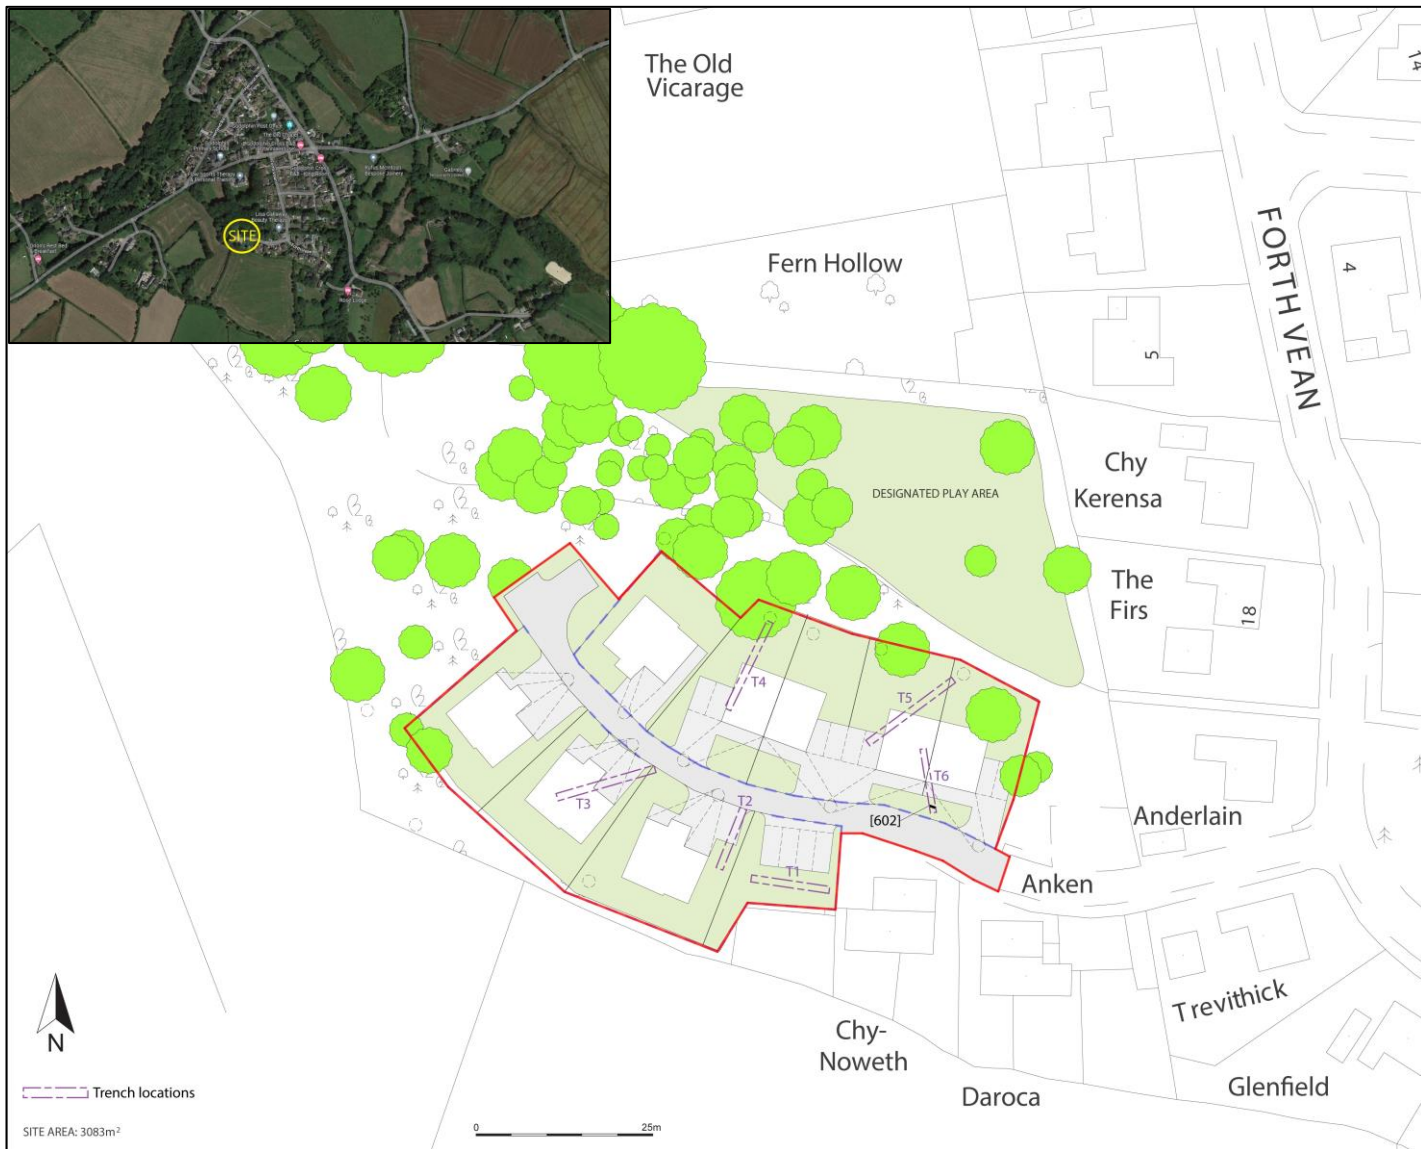 SITE
The Old
Vicarage
14
Fern Hollow
FORTH VEAN
4
5
Chy
Kerensa
DESIGNATED PLAY AREA
The
Firs
18
T4
T5
T6
T3
T2
[602]
T1
Anderlain
Anken
Trevithick
Chy-
Noweth
Daroca
Glenfield
N
Trench locations
SITE AREA: 3083m²
0
25m